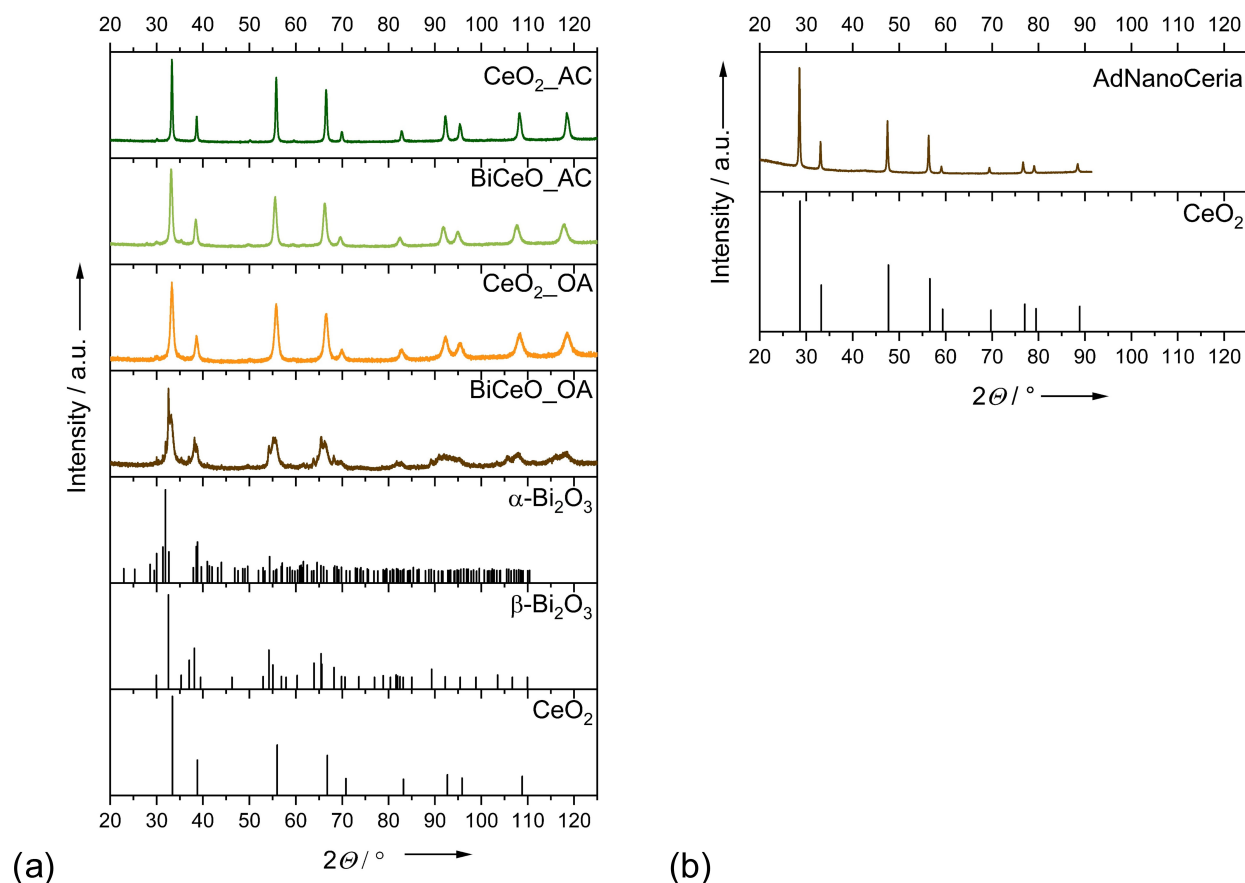 20 30 40 50 60 70 80 90 100 110 120
CeO₂_AC
BiCeO_AC
CeO₂_OA
BiCeO_OA
α-Bi₂O₃
β-Bi₂O₃
CeO₂
Intensity / a.u.
20 30 40 50 60 70 80 90 100 110 120
2Θ / °
(a)
20 30 40 50 60 70 80 90 100 110 120
AdNanoCeria
CeO₂
Intensity / a.u.
20 30 40 50 60 70 80 90 100 110 120
2Θ / °
(b)